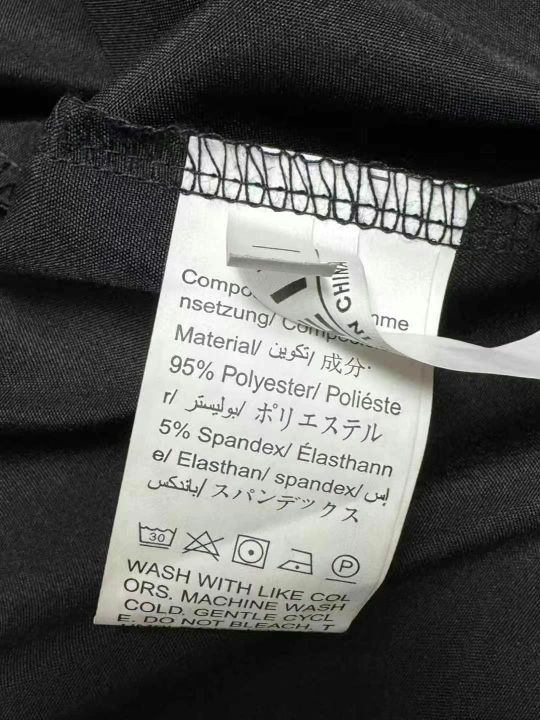 CHINA
nsetzung/
Material/ تكوين/ 成分·
95% Polyester/ Poliéste
r/ بوليستر/ ポリエステル
5% Spandex/ Élasthann
e/ Elasthan/ spandex/ إس
باندكس/ スパンデックス
30
P
WASH WITH LIKE COL
ORS. MACHINE WASH
COLD. GENTLE CYCL
E. DO NOT BLEACH. T